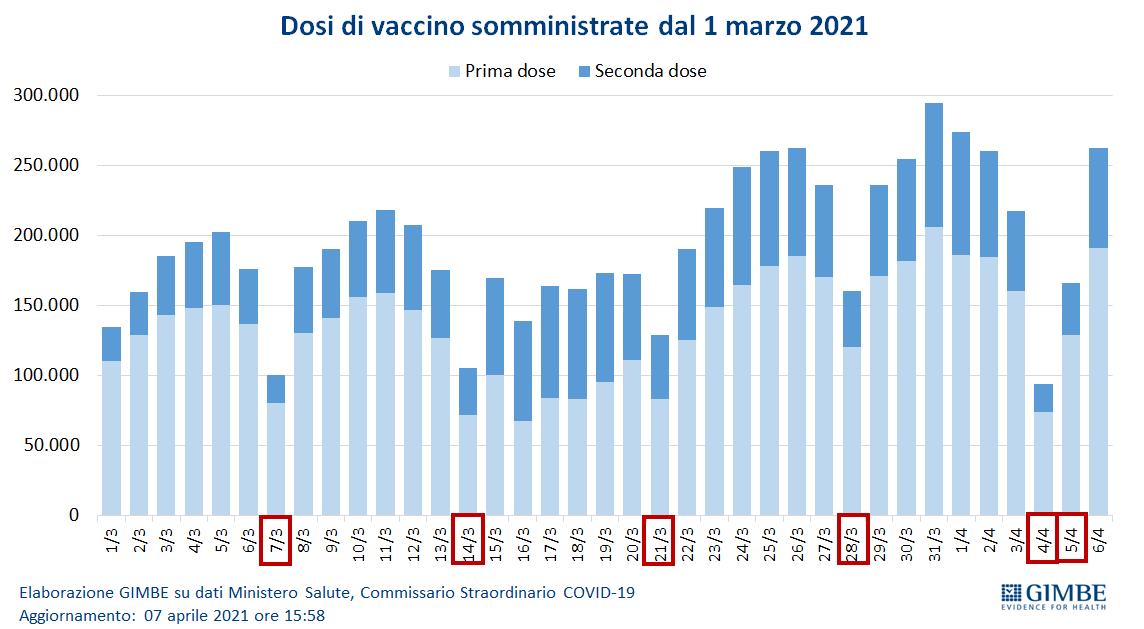 Dosi di vaccino somministrate dal 1 marzo 2021
Prima dose Seconda dose
300.000
250.000
200.000
150.000
100.000
50.000
0
1/3 2/3 3/3 4/3 5/3 6/3 7/3 8/3 9/3 10/3 11/3 12/3 13/3 14/3 15/3 16/3 17/3 18/3 19/3 20/3 21/3 22/3 23/3 24/3 25/3 26/3 27/3 28/3 29/3 30/3 31/3 1/4 2/4 3/4 4/4 5/4 6/4
Elaborazione GIMBE su dati Ministero Salute, Commissario Straordinario COVID-19
Aggiornamento: 07 aprile 2021 ore 15:58
GIMBE
EVIDENCE FOR HEALTH